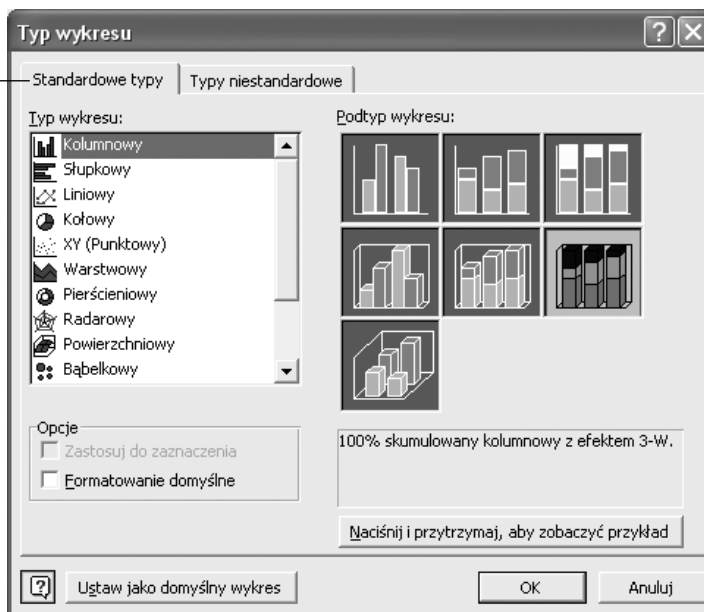 Typ wykresu
Standardowe typy
Typy niestandardowe
Typ wykresu:
Kolumnowy
Słupkowy
Liniowy
Kołowy
XY (Punktowy)
Warstwowy
Pierścieniowy
Radarowy
Powierzchniowy
Bąbelkowy
Opcje
Zastosuj do zaznaczenia
Formatowanie domyślne
Podtyp wykresu:
100% skumulowany kolumnowy z efektem 3-W.
Naciśnij i przytrzymaj, aby zobaczyć przykład
Ustaw jako domyślny wykres
OK
Anuluj